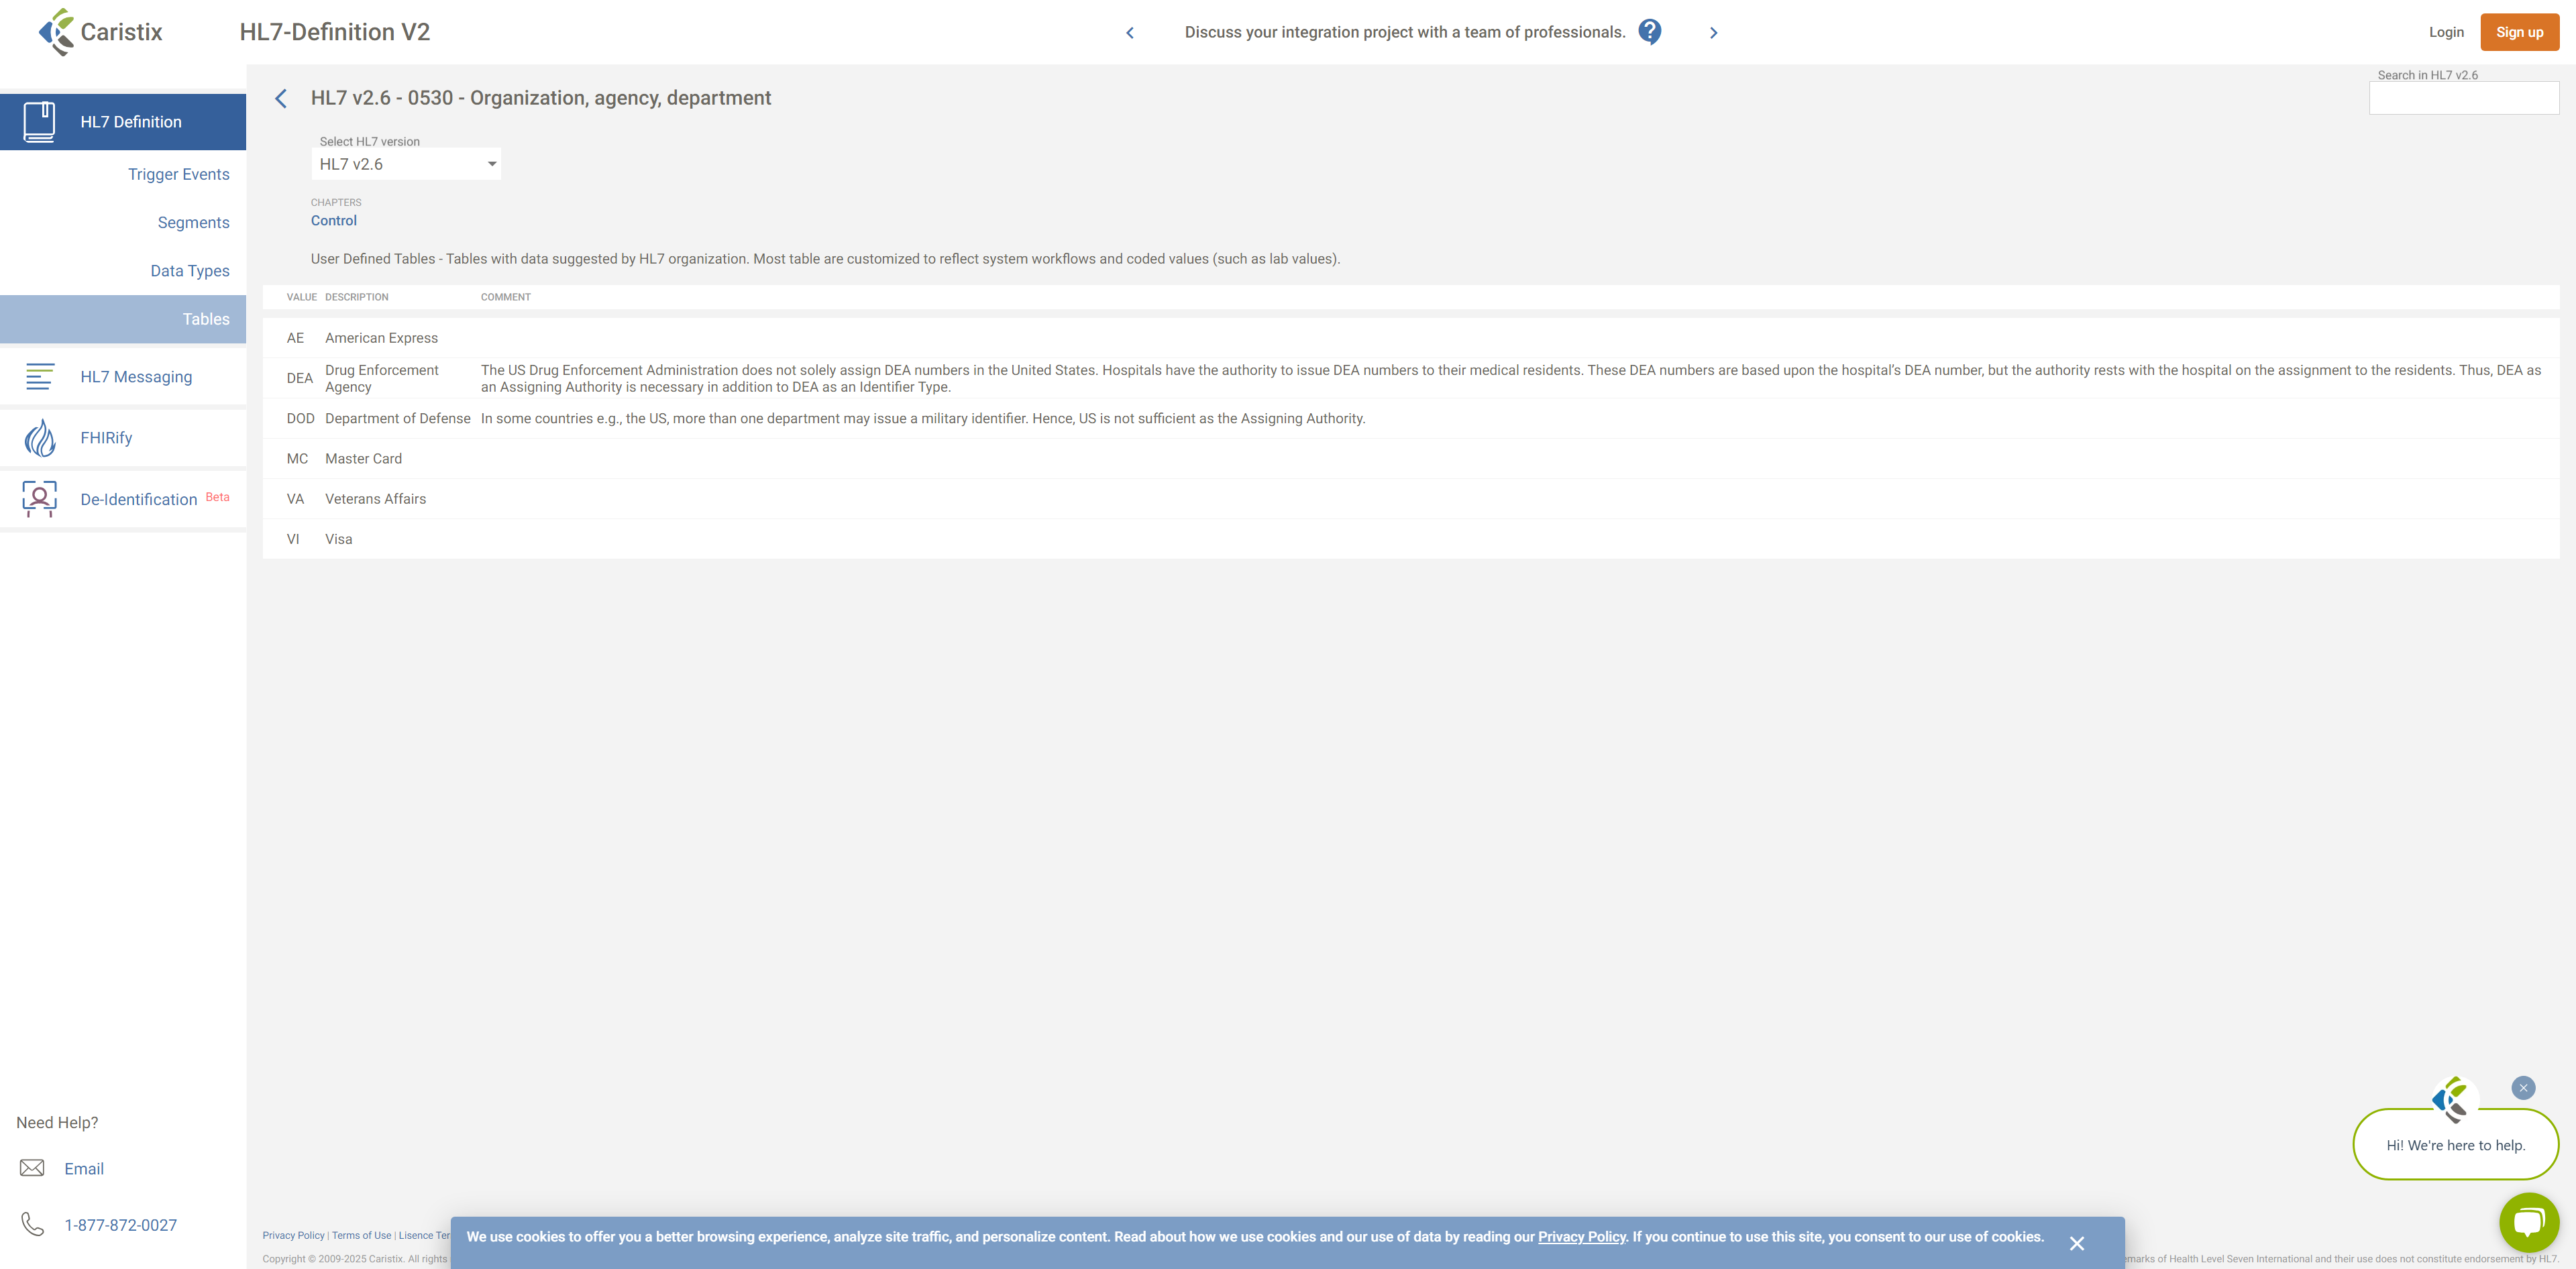 Caristix
HL7-Definition V2
Discuss your integration project with a team of professionals.
Login
Sign up
HL7 Definition
Trigger Events
Segments
Data Types
Tables
HL7 Messaging
FHIRify
De-Identification Beta
Need Help?
Email
1-877-872-0027
HL7 v2.6 - 0530 - Organization, agency, department
Search in HL7 v2.6
Select HL7 version
HL7 v2.6
CHAPTERS
Control
User Defined Tables - Tables with data suggested by HL7 organization. Most table are customized to reflect system workflows and coded values (such as lab values).
VALUE DESCRIPTION COMMENT
AE American Express
DEA Drug Enforcement Agency The US Drug Enforcement Administration does not solely assign DEA numbers in the United States. Hospitals have the authority to issue DEA numbers to their medical residents. These DEA numbers are based upon the hospital's DEA number, but the authority rests with the hospital on the assignment to the residents. Thus, DEA as
an Assigning Authority is necessary in addition to DEA as an Identifier Type.
DOD Department of Defense In some countries e.g., the US, more than one department may issue a military identifier. Hence, US is not sufficient as the Assigning Authority.
MC Master Card
VA Veterans Affairs
VI Visa
Hi! We're here to help.
Privacy Policy | Terms of Use | Lisence Ter
We use cookies to offer you a better browsing experience, analyze site traffic, and personalize content. Read about how we use cookies and our use of data by reading our Privacy Policy. If you continue to use this site, you consent to our use of cookies.
Copyright © 2009-2025 Caristix. All rights
emarks of Health Level Seven International and their use does not constitute endorsement by HL7.